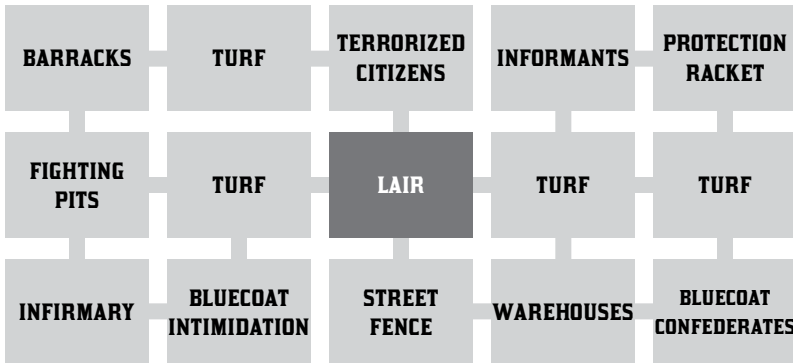 BARRACKS
TURF
TERRORIZED
CITIZENS
INFORMANTS
PROTECTION
RACKET
FIGHTING
PITS
TURF
LAIR
TURF
TURF
INFIRMARY
BLUECOAT
INTIMIDATION
STREET
FENCE
WAREHOUSES
BLUECOAT
CONFEDERATES